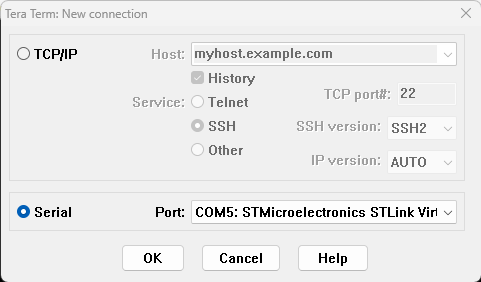 Tera Term: New connection
TCP/IP Host: myhost.example.com
History
Service: Telnet TCP port#: 22
SSH SSH version: SSH2
Other IP version: AUTO
Serial Port: COM5: STMicroelectronics STLink Virt
OK Cancel Help